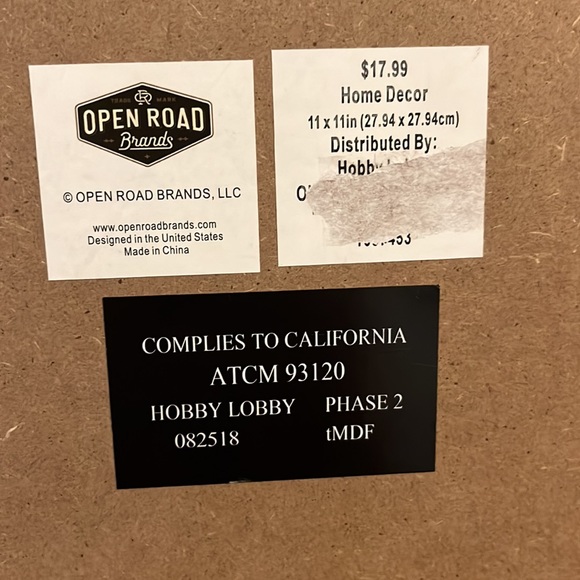 TRADE MARK
OPEN ROAD
Brands
© OPEN ROAD BRANDS, LLC
www.openroadbrands.com
Designed in the United States
Made in China
$17.99
Home Decor
11 x 11in (27.94 x 27.94cm)
Distributed By:
Hobby
COMPLIES TO CALIFORNIA
ATCM 93120
HOBBY LOBBY PHASE 2
082518 tMDF